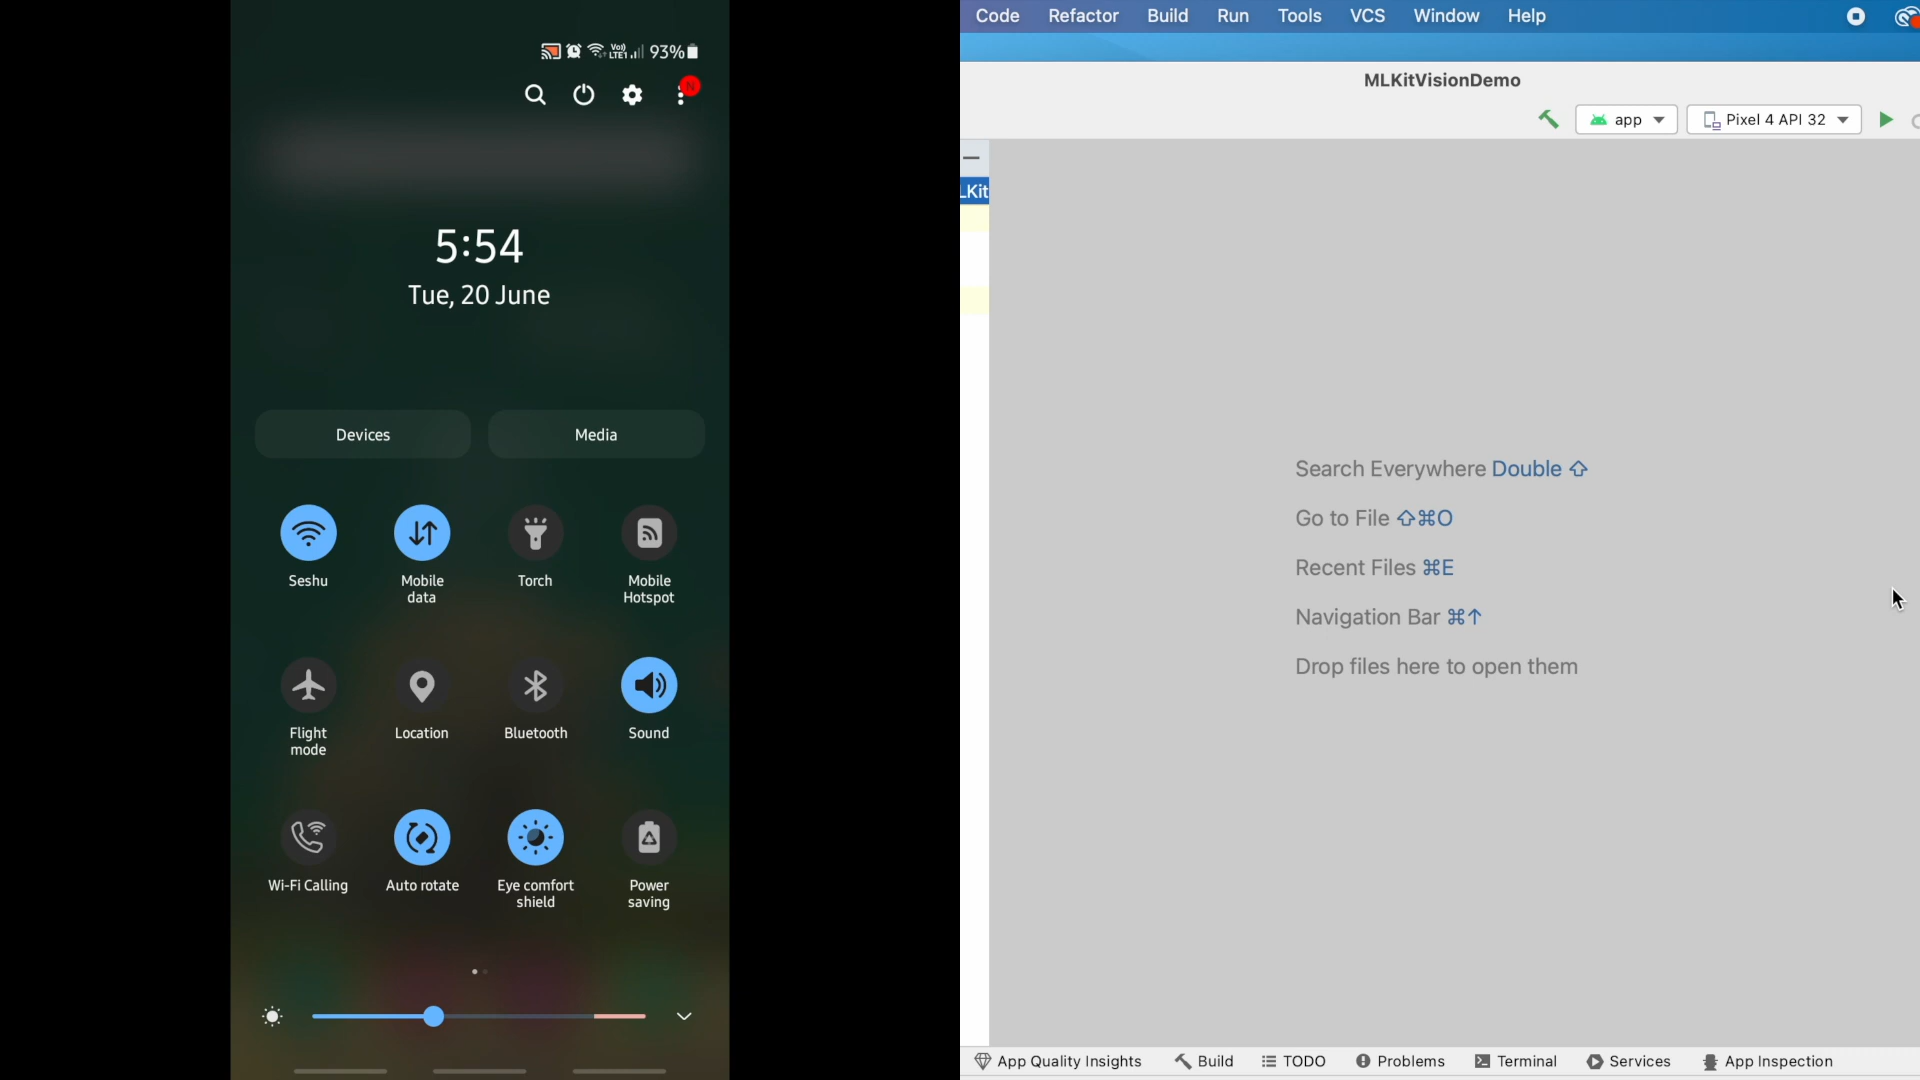 Vo))
LTE1
93%
N
5:54
Tue, 20 June
Devices
Media
Seshu
Mobile
data
Torch
Mobile
Hotspot
Flight
mode
Location
Bluetooth
Sound
Wi-Fi Calling
Auto rotate
Eye comfort
shield
Power
saving
Code Refactor Build Run Tools VCS Window Help
MLKitVisionDemo
app
Pixel 4 API 32
LKit
Search Everywhere Double ⇧
Go to File ⇧⌘O
Recent Files ⌘E
Navigation Bar ⌘↑
Drop files here to open them
App Quality Insights Build TODO Problems Terminal Services App Inspection